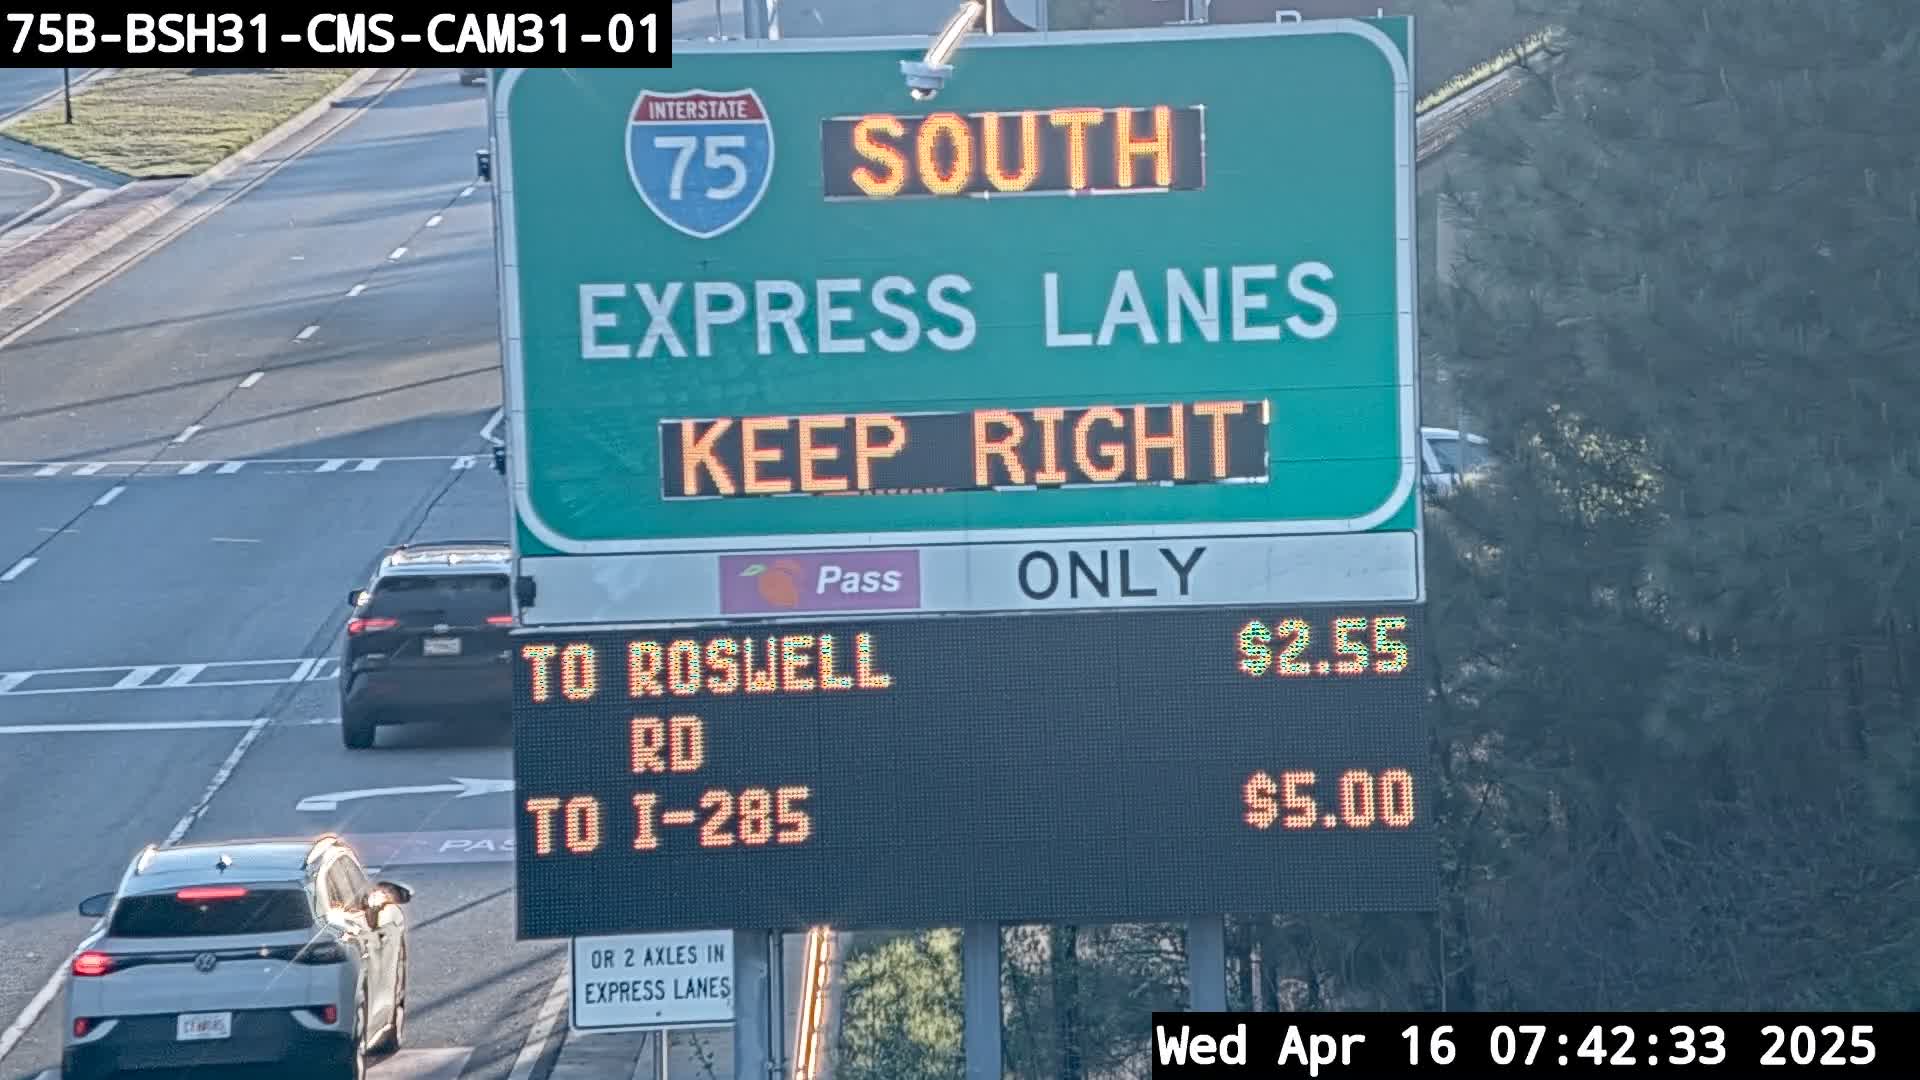 75B-BSH31-CMS-CAM31-01
INTERSTATE
75
SOUTH
EXPRESS LANES
KEEP RIGHT
Pass ONLY
TO ROSWELL $2.55
RD
TO I-285 $5.00
OR 2 AXLES IN
EXPRESS LANES
Wed Apr 16 07:42:33 2025